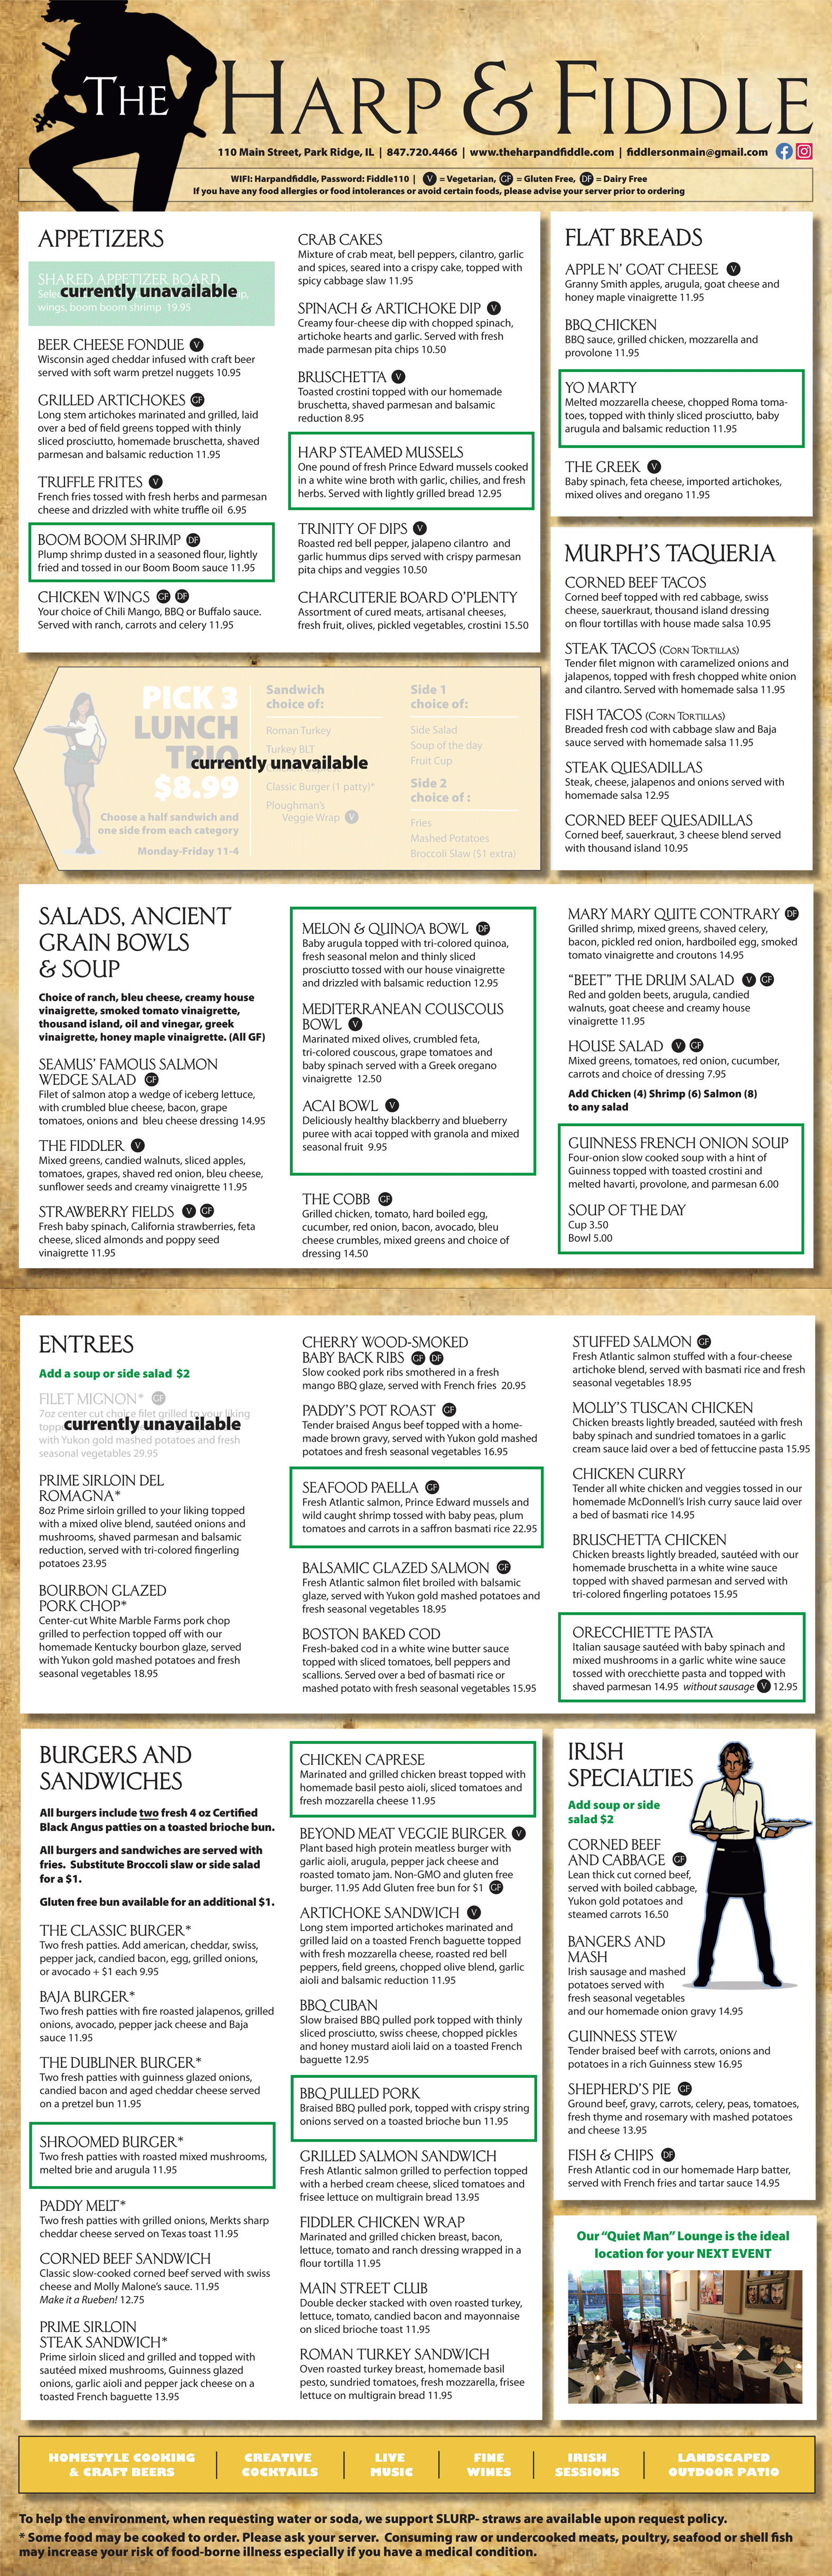 THE HARP & FIDDLE
110 Main Street, Park Ridge, IL | 847.720.4466 | www.theharpandfiddle.com | fiddlersonmain@gmail.com
WIFI: Harpandfiddle, Password: Fiddle110 | V = Vegetarian, GF = Gluten Free, DF = Dairy Free
If you have any food allergies or food intolerances or avoid certain foods, please advise your server prior to ordering
APPETIZERS
SHARED APPETIZER BOARD
currently unavailable
wings, boom boom shrimp 19.95
BEER CHEESE FONDUE V
Wisconsin aged cheddar infused with craft beer
served with soft warm pretzel nuggets 10.95
GRILLED ARTICHOKES GF
Long stem artichokes marinated and grilled, laid
over a bed of field greens topped with thinly
sliced prosciutto, homemade bruschetta, shaved
parmesan and balsamic reduction 11.95
TRUFFLE FRITES V
French fries tossed with fresh herbs and parmesan
cheese and drizzled with white truffle oil 6.95
BOOM BOOM SHRIMP DF
Plump shrimp dusted in a seasoned flour, lightly
fried and tossed in our Boom Boom sauce 11.95
CHICKEN WINGS GF DF
Your choice of Chili Mango, BBQ or Buffalo sauce.
Served with ranch, carrots and celery 11.95
CRAB CAKES
Mixture of crab meat, bell peppers, cilantro, garlic
and spices, seared into a crispy cake, topped with
spicy cabbage slaw 11.95
SPINACH & ARTICHOKE DIP V
Creamy four-cheese dip with chopped spinach,
artichoke hearts and garlic. Served with fresh
made parmesan pita chips 10.50
BRUSCHETTA V
Toasted crostini topped with our homemade
bruschetta, shaved parmesan and balsamic
reduction 8.95
HARP STEAMED MUSSELS
One pound of fresh Prince Edward mussels cooked
in a white wine broth with garlic, chilies, and fresh
herbs. Served with lightly grilled bread 12.95
TRINITY OF DIPS V
Roasted red bell pepper, jalapeno cilantro and
garlic hummus dips served with crispy parmesan
pita chips and veggies 10.50
CHARCUTERIE BOARD O'PLENTY
Assortment of cured meats, artisanal cheeses,
fresh fruit, olives, pickled vegetables, crostini 15.50
FLAT BREADS
APPLE N' GOAT CHEESE V
Granny Smith apples, arugula, goat cheese and
honey maple vinaigrette 11.95
BBQ CHICKEN
BBQ sauce, grilled chicken, mozzarella and
provolone 11.95
YO MARTY
Melted mozzarella cheese, chopped Roma toma-
toes, topped with thinly sliced prosciutto, baby
arugula and balsamic reduction 11.95
THE GREEK V
Baby spinach, feta cheese, imported artichokes,
mixed olives and oregano 11.95
MURPH'S TAQUERIA
CORNED BEEF TACOS
Corned beef topped with red cabbage, swiss
cheese, sauerkraut, thousand island dressing
on flour tortillas with house made salsa 10.95
STEAK TACOS (CORN TORTILLAS)
Tender filet mignon with caramelized onions and
jalapenos, topped with fresh chopped white onion
and cilantro. Served with homemade salsa 11.95
FISH TACOS (CORN TORTILLAS)
Breaded fresh cod with cabbage slaw and Baja
sauce served with homemade salsa 11.95
STEAK QUESADILLAS
Steak, cheese, jalapenos and onions served with
homemade salsa 12.95
CORNED BEEF QUESADILLAS
Corned beef, sauerkraut, 3 cheese blend served
with thousand island 10.95
PICK 3
LUNCH
TRIO
$8.99
currently unavailable
Choose a half sandwich and
one side from each category
Monday-Friday 11-4
Sandwich
choice of:
Roman Turkey
Turkey BLT
Classic Burger (1 patty)*
Ploughman's
Veggie Wrap V
Side 1
choice of:
Side Salad
Soup of the day
Fruit Cup
Side 2
choice of :
Fries
Mashed Potatoes
Broccoli Slaw ($1 extra)
SALADS, ANCIENT
GRAIN BOWLS
& SOUP
Choice of ranch, bleu cheese, creamy house
vinaigrette, smoked tomato vinaigrette,
thousand island, oil and vinegar, greek
vinaigrette, honey maple vinaigrette. (All GF)
SEAMUS' FAMOUS SALMON
WEDGE SALAD GF
Filet of salmon atop a wedge of iceberg lettuce,
with crumbled blue cheese, bacon, grape
tomatoes, onions and bleu cheese dressing 14.95
THE FIDDLER V
Mixed greens, candied walnuts, sliced apples,
tomatoes, grapes, shaved red onion, bleu cheese,
sunflower seeds and creamy vinaigrette 11.95
STRAWBERRY FIELDS V GF
Fresh baby spinach, California strawberries, feta
cheese, sliced almonds and poppy seed
vinaigrette 11.95
MELON & QUINOA BOWL DF
Baby arugula topped with tri-colored quinoa,
fresh seasonal melon and thinly sliced
prosciutto tossed with our house vinaigrette
and drizzled with balsamic reduction 12.95
MEDITERRANEAN COUSCOUS
BOWL V
Marinated mixed olives, crumbled feta,
tri-colored couscous, grape tomatoes and
baby spinach served with a Greek oregano
vinaigrette 12.50
ACAI BOWL V
Deliciously healthy blackberry and blueberry
puree with acai topped with granola and mixed
seasonal fruit 9.95
THE COBB GF
Grilled chicken, tomato, hard boiled egg,
cucumber, red onion, bacon, avocado, bleu
cheese crumbles, mixed greens and choice of
dressing 14.50
MARY MARY QUITE CONTRARY DF
Grilled shrimp, mixed greens, shaved celery,
bacon, pickled red onion, hardboiled egg, smoked
tomato vinaigrette and croutons 14.95
"BEET" THE DRUM SALAD V GF
Red and golden beets, arugula, candied
walnuts, goat cheese and creamy house
vinaigrette 11.95
HOUSE SALAD V GF
Mixed greens, tomatoes, red onion, cucumber,
carrots and choice of dressing 7.95
Add Chicken (4) Shrimp (6) Salmon (8)
to any salad
GUINNESS FRENCH ONION SOUP
Four-onion slow cooked soup with a hint of
Guinness topped with toasted crostini and
melted havarti, provolone, and parmesan 6.00
SOUP OF THE DAY
Cup 3.50
Bowl 5.00
ENTREES
Add a soup or side salad $2
FILET MIGNON* GF
7oz center cut choice filet grilled to your liking
currently unavailable
with Yukon gold mashed potatoes and fresh
seasonal vegetables 29.95
PRIME SIRLOIN DEL
ROMAGNA*
8oz Prime sirloin grilled to your liking topped
with a mixed olive blend, sautéed onions and
mushrooms, shaved parmesan and balsamic
reduction, served with tri-colored fingerling
potatoes 23.95
BOURBON GLAZED
PORK CHOP*
Center-cut White Marble Farms pork chop
grilled to perfection topped off with our
homemade Kentucky bourbon glaze, served
with Yukon gold mashed potatoes and fresh
seasonal vegetables 18.95
CHERRY WOOD-SMOKED
BABY BACK RIBS GF DF
Slow cooked pork ribs smothered in a fresh
mango BBQ glaze, served with French fries 20.95
PADDY'S POT ROAST GF
Tender braised Angus beef topped with a home-
made brown gravy, served with Yukon gold mashed
potatoes and fresh seasonal vegetables 16.95
SEAFOOD PAELLA GF
Fresh Atlantic salmon, Prince Edward mussels and
wild caught shrimp tossed with baby peas, plum
tomatoes and carrots in a saffron basmati rice 22.95
BALSAMIC GLAZED SALMON GF
Fresh Atlantic salmon filet broiled with balsamic
glaze, served with Yukon gold mashed potatoes and
fresh seasonal vegetables 18.95
BOSTON BAKED COD
Fresh-baked cod in a white wine butter sauce
topped with sliced tomatoes, bell peppers and
scallions. Served over a bed of basmati rice or
mashed potato with fresh seasonal vegetables 15.95
STUFFED SALMON GF
Fresh Atlantic salmon stuffed with a four-cheese
artichoke blend, served with basmati rice and fresh
seasonal vegetables 18.95
MOLLY'S TUSCAN CHICKEN
Chicken breasts lightly breaded, sautéed with fresh
baby spinach and sundried tomatoes in a garlic
cream sauce laid over a bed of fettuccine pasta 15.95
CHICKEN CURRY
Tender all white chicken and veggies tossed in our
homemade McDonnell's Irish curry sauce laid over
a bed of basmati rice 14.95
BRUSCHETTA CHICKEN
Chicken breasts lightly breaded, sautéed with our
homemade bruschetta in a white wine sauce
topped with shaved parmesan and served with
tri-colored fingerling potatoes 15.95
ORECCHIETTE PASTA
Italian sausage sautéed with baby spinach and
mixed mushrooms in a garlic white wine sauce
tossed with orecchiette pasta and topped with
shaved parmesan 14.95 without sausage V 12.95
BURGERS AND
SANDWICHES
All burgers include two fresh 4 oz Certified
Black Angus patties on a toasted brioche bun.
All burgers and sandwiches are served with
fries. Substitute Broccoli slaw or side salad
for a $1.
Gluten free bun available for an additional $1.
THE CLASSIC BURGER*
Two fresh patties. Add american, cheddar, swiss,
pepper jack, candied bacon, egg, grilled onions,
or avocado + $1 each 9.95
BAJA BURGER*
Two fresh patties with fire roasted jalapenos, grilled
onions, avocado, pepper jack cheese and Baja
sauce 11.95
THE DUBLINER BURGER*
Two fresh patties with guinness glazed onions,
candied bacon and aged cheddar cheese served
on a pretzel bun 11.95
SHROOMED BURGER*
Two fresh patties with roasted mixed mushrooms,
melted brie and arugula 11.95
PADDY MELT*
Two fresh patties with grilled onions, Merkts sharp
cheddar cheese served on Texas toast 11.95
CORNED BEEF SANDWICH
Classic slow-cooked corned beef served with swiss
cheese and Molly Malone's sauce. 11.95
Make it a Rueben! 12.75
PRIME SIRLOIN
STEAK SANDWICH*
Prime sirloin sliced and grilled and topped with
sautéed mixed mushrooms, Guinness glazed
onions, garlic aioli and pepper jack cheese on a
toasted French baguette 13.95
CHICKEN CAPRESE
Marinated and grilled chicken breast topped with
homemade basil pesto aioli, sliced tomatoes and
fresh mozzarella cheese 11.95
BEYOND MEAT VEGGIE BURGER V
Plant based high protein meatless burger with
garlic aioli, arugula, pepper jack cheese and
roasted tomato jam. Non-GMO and gluten free
burger. 11.95 Add Gluten free bun for $1 GF
ARTICHOKE SANDWICH V
Long stem imported artichokes marinated and
grilled laid on a toasted French baguette topped
with fresh mozzarella cheese, roasted red bell
peppers, field greens, chopped olive blend, garlic
aioli and balsamic reduction 11.95
BBQ CUBAN
Slow braised BBQ pulled pork topped with thinly
sliced prosciutto, swiss cheese, chopped pickles
and honey mustard aioli laid on a toasted French
baguette 12.95
BBQ PULLED PORK
Braised BBQ pulled pork, topped with crispy string
onions served on a toasted brioche bun 11.95
GRILLED SALMON SANDWICH
Fresh Atlantic salmon grilled to perfection topped
with a herbed cream cheese, sliced tomatoes and
frisee lettuce on multigrain bread 13.95
FIDDLER CHICKEN WRAP
Marinated and grilled chicken breast, bacon,
lettuce, tomato and ranch dressing wrapped in a
flour tortilla 11.95
MAIN STREET CLUB
Double decker stacked with oven roasted turkey,
lettuce, tomato, candied bacon and mayonnaise
on sliced brioche toast 11.95
ROMAN TURKEY SANDWICH
Oven roasted turkey breast, homemade basil
pesto, sundried tomatoes, fresh mozzarella, frisee
lettuce on multigrain bread 11.95
IRISH
SPECIALTIES
Add soup or side
salad $2
CORNED BEEF
AND CABBAGE GF
Lean thick cut corned beef,
served with boiled cabbage,
Yukon gold potatoes and
steamed carrots 16.50
BANGERS AND
MASH
Irish sausage and mashed
potatoes served with
fresh seasonal vegetables
and our homemade onion gravy 14.95
GUINNESS STEW
Tender braised beef with carrots, onions and
potatoes in a rich Guinness stew 16.95
SHEPHERD'S PIE GF
Ground beef, gravy, carrots, celery, peas, tomatoes,
fresh thyme and rosemary with mashed potatoes
and cheese 13.95
FISH & CHIPS DF
Fresh Atlantic cod in our homemade Harp batter,
served with French fries and tartar sauce 14.95
Our "Quiet Man" Lounge is the ideal
location for your NEXT EVENT
HOMESTYLE COOKING
& CRAFT BEERS
CREATIVE
COCKTAILS
LIVE
MUSIC
FINE
WINES
IRISH
SESSIONS
LANDSCAPED
OUTDOOR PATIO
To help the environment, when requesting water or soda, we support SLURP- straws are available upon request policy.
* Some food may be cooked to order. Please ask your server. Consuming raw or undercooked meats, poultry, seafood or shell fish
may increase your risk of food-borne illness especially if you have a medical condition.